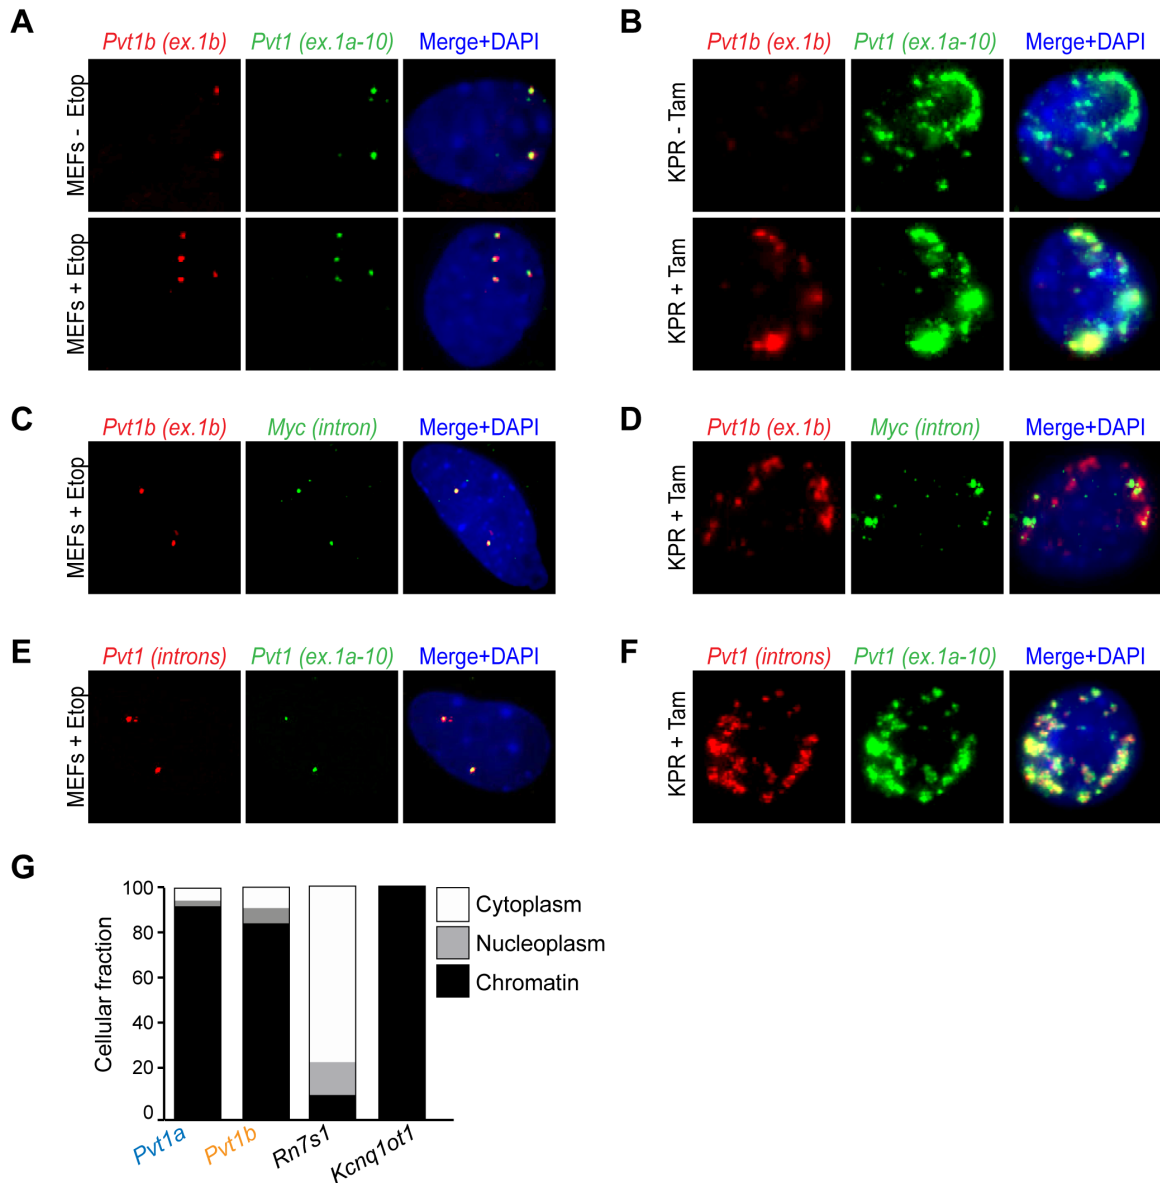 A
B
Pvt1b (ex.1b) Pvt1 (ex.1a-10) Merge+DAPI
Pvt1b (ex.1b) Pvt1 (ex.1a-10) Merge+DAPI
MEFs - Etop
KPR - Tam
MEFs + Etop
KPR + Tam
C
D
Pvt1b (ex.1b) Myc (intron) Merge+DAPI
Pvt1b (ex.1b) Myc (intron) Merge+DAPI
MEFs + Etop
KPR + Tam
E
F
Pvt1 (introns) Pvt1 (ex.1a-10) Merge+DAPI
Pvt1 (introns) Pvt1 (ex.1a-10) Merge+DAPI
MEFs + Etop
KPR + Tam
G
Cellular fraction
100
80
60
40
20
0
Cytoplasm
Nucleoplasm
Chromatin
Pvt1a
Pvt1b
Rn7s1
Kcnq1ot1